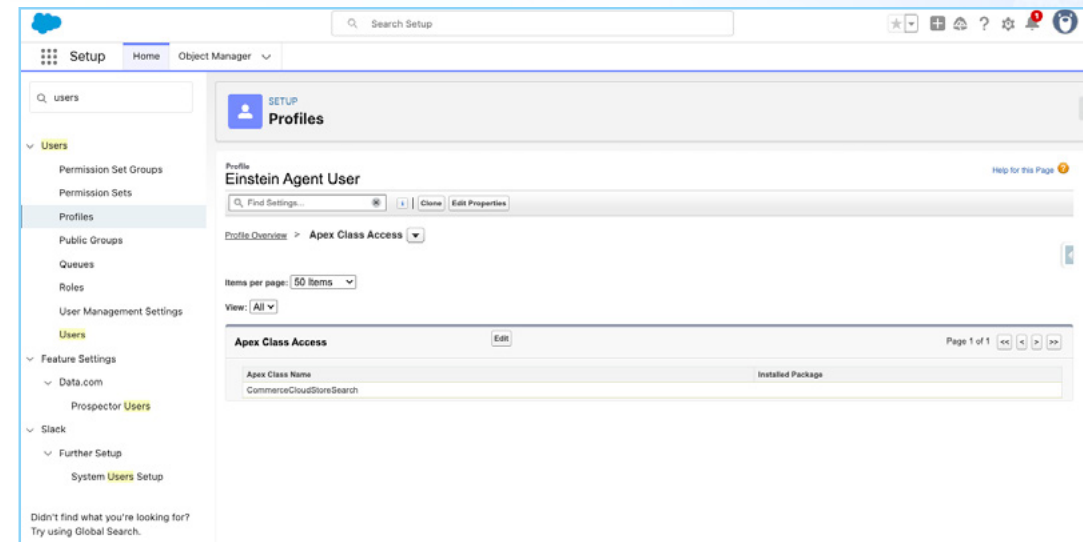 Search Setup
1
Setup
Home
Object Manager
users
SETUP
Profiles
Users
Permission Set Groups
Permission Sets
Profiles
Public Groups
Queues
Roles
User Management Settings
Users
Feature Settings
Data.com
Prospector Users
Slack
Further Setup
System Users Setup
Didn't find what you're looking for?
Try using Global Search.
Profile
Einstein Agent User
Help for this Page ?
Find Settings...
Clone
Edit Properties
Profile Overview > Apex Class Access
Items per page: 50 Items
View: All
Apex Class Access
Edit
Page 1 of 1 << < > >>
Apex Class Name
Installed Package
CommerceCloudStoreSearch